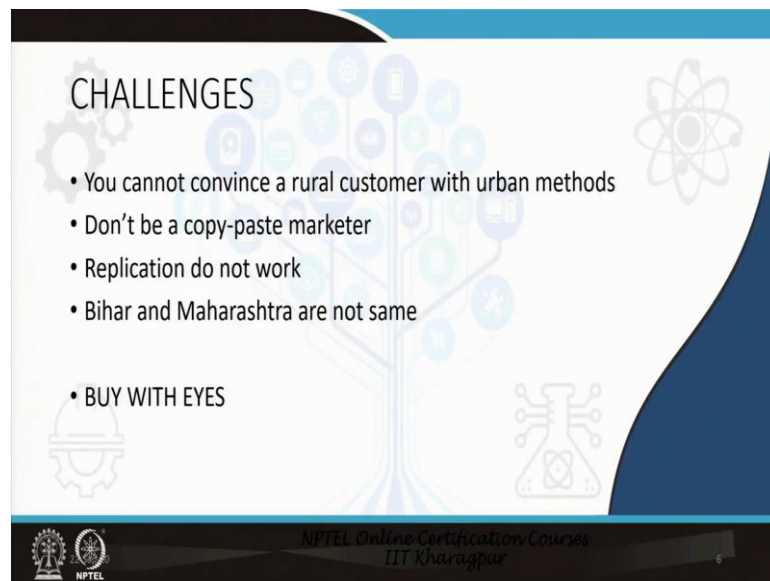 CHALLENGES
• You cannot convince a rural customer with urban methods
• Don't be a copy-paste marketer
• Replication do not work
• Bihar and Maharashtra are not same
• BUY WITH EYES
NPTEL Online Certification Courses
IIT Kharagpur
NPTEL
6